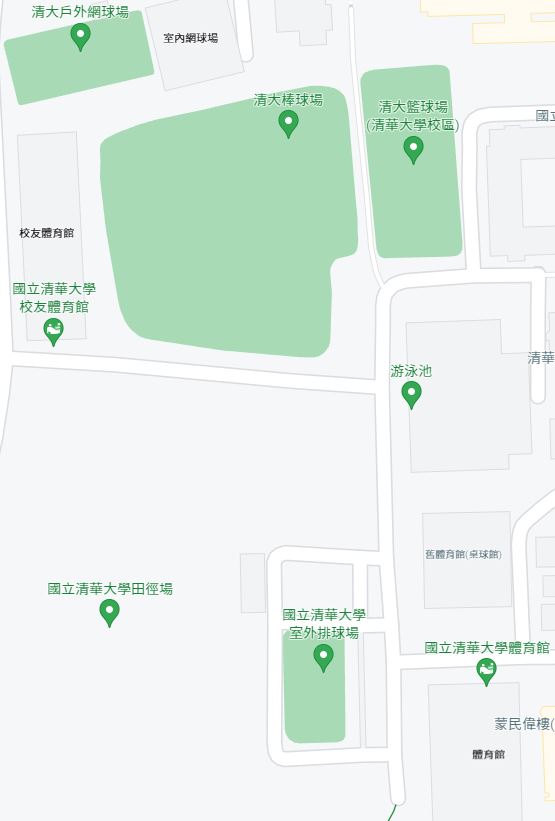 清大戶外網球場
室內網球場
清大棒球場
清大籃球場
(清華大學校區)
國立
校友體育館
國立清華大學
校友體育館
清華
游泳池
舊體育館(桌球館)
國立清華大學田徑場
國立清華大學
室外排球場
國立清華大學體育館
蒙民偉樓(
體育館